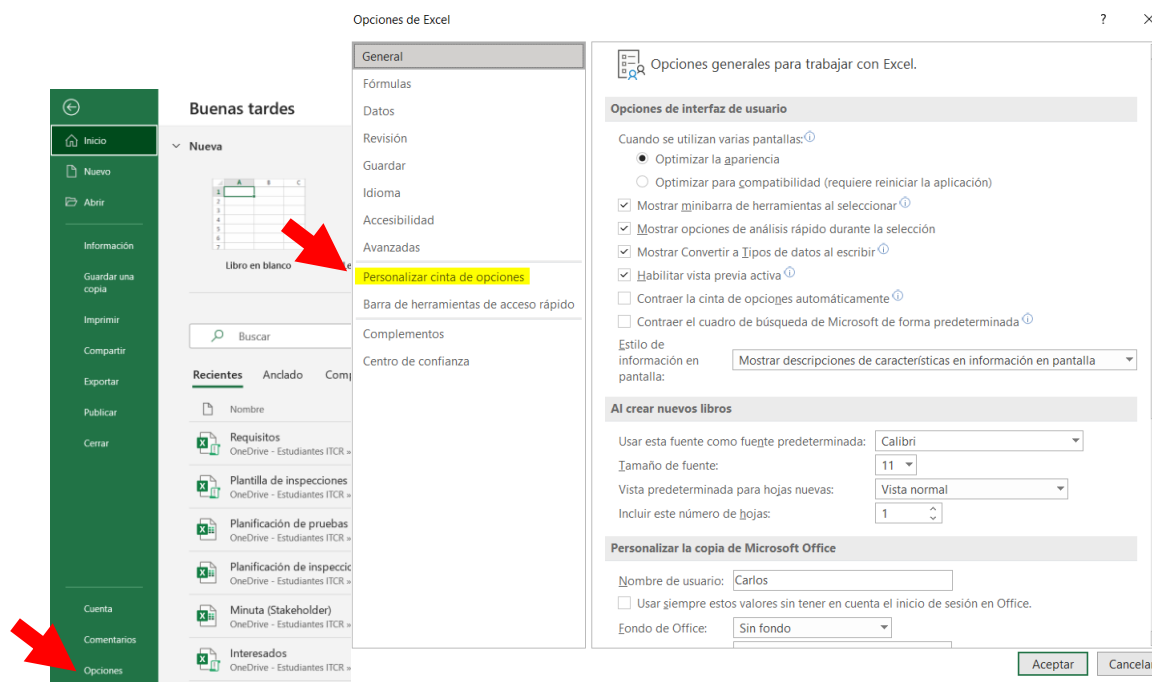 Opciones de Excel
?
Buenas tardes
Inicio
Nuevo
Abrir
Información
Guardar una
copia
Imprimir
Compartir
Exportar
Publicar
Cerrar
Cuenta
Comentarios
Opciones
Nueva
A B C
1
2
3
4
5
6
7
Libro en blanco
Buscar
Recientes Anclado
Nombre
Requisitos
OneDrive - Estudiantes ITCR »
Plantilla de inspecciones
OneDrive - Estudiantes ITCR »
Planificación de pruebas
OneDrive - Estudiantes ITCR »
Planificación de inspecc
OneDrive - Estudiantes ITCR »
Minuta (Stakeholder)
OneDrive - Estudiantes ITCR »
Interesados
OneDrive - Estudiantes ITCR »
General
Fórmulas
Datos
Revisión
Guardar
Idioma
Accesibilidad
Avanzadas
Personalizar cinta de opciones
Barra de herramientas de acceso rápido
Complementos
Centro de confianza
Opciones generales para trabajar con Excel.
Opciones de interfaz de usuario
Cuando se utilizan varias pantallas:
Optimizar la apariencia
Optimizar para compatibilidad (requiere reiniciar la aplicación)
Mostrar minibarra de herramientas al seleccionar
Mostrar opciones de análisis rápido durante la selección
Mostrar Convertir a Tipos de datos al escribir
Habilitar vista previa activa
Contraer la cinta de opciones automáticamente
Contraer el cuadro de búsqueda de Microsoft de forma predeterminada
Estilo de
información en
pantalla:
Mostrar descripciones de características en información en pantalla
Al crear nuevos libros
Usar esta fuente como fuente predeterminada: Calibri
Tamaño de fuente: 11
Vista predeterminada para hojas nuevas: Vista normal
Incluir este número de hojas: 1
Personalizar la copia de Microsoft Office
Nombre de usuario: Carlos
Usar siempre estos valores sin tener en cuenta el inicio de sesión en Office.
Fondo de Office: Sin fondo
Aceptar Cancelar